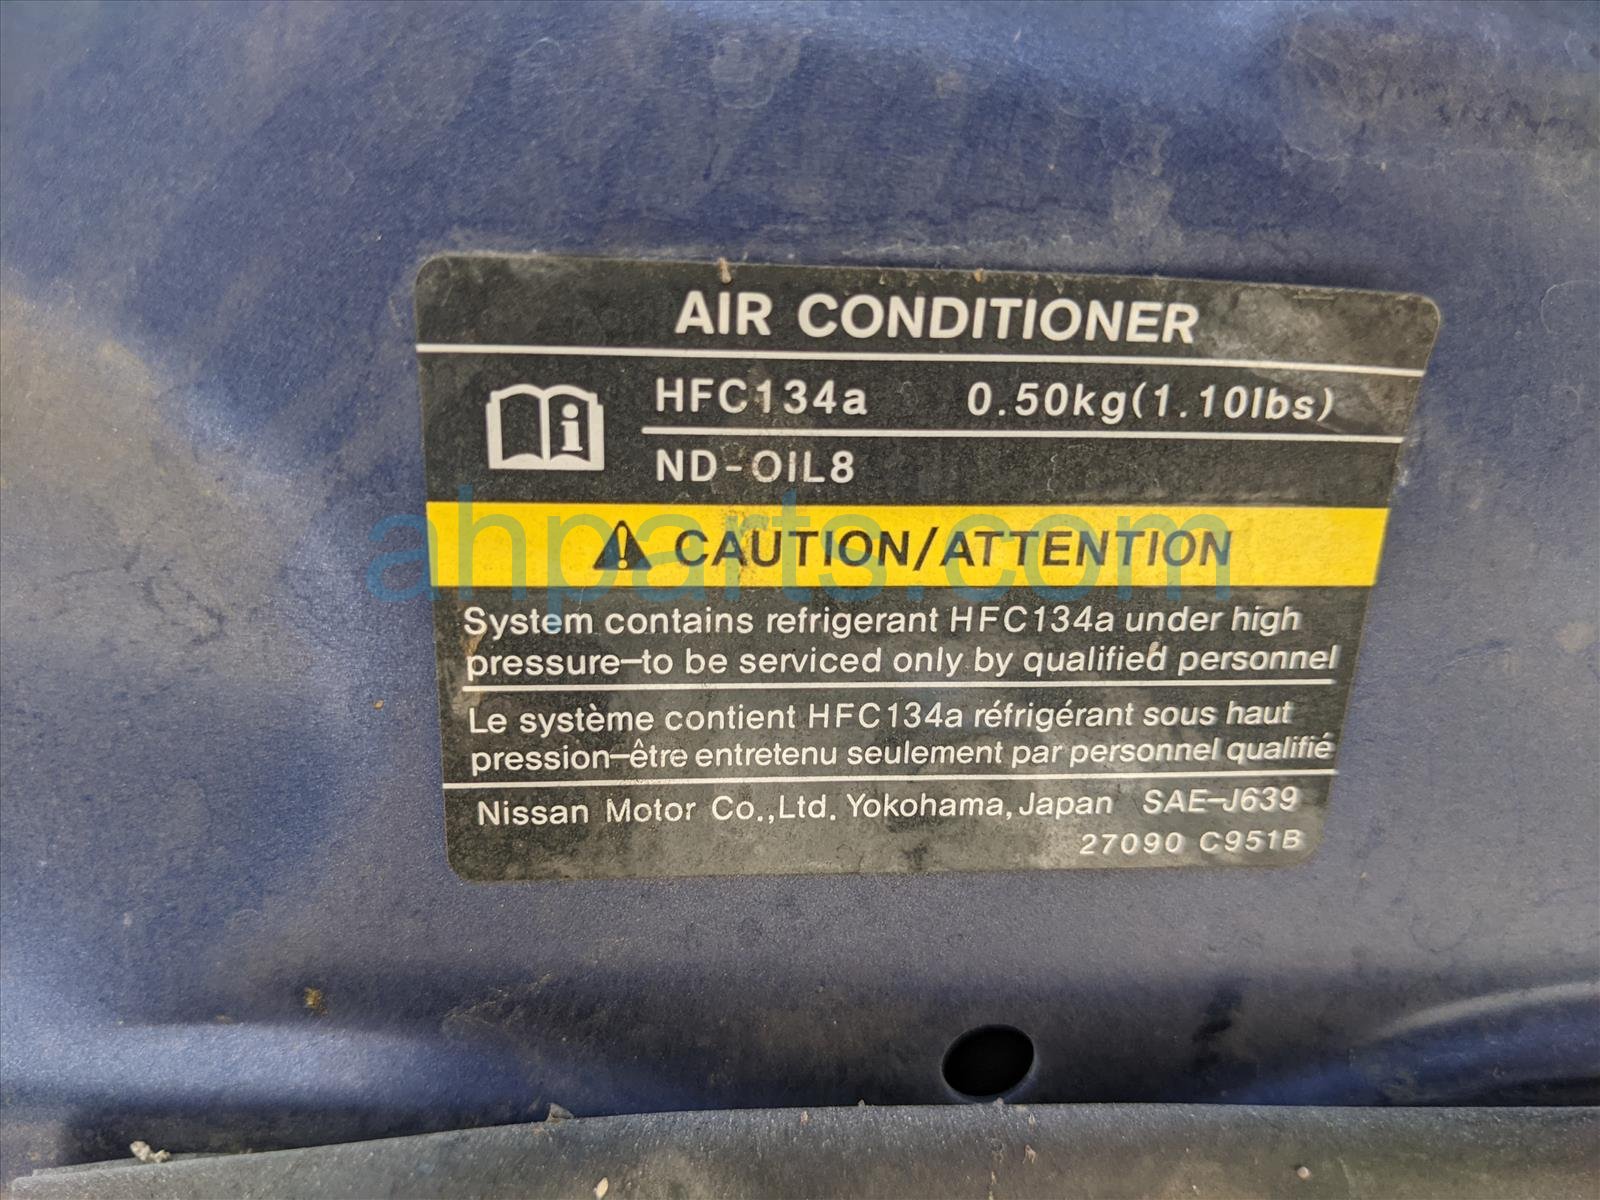 AIR CONDITIONER
HFC134a 0.50kg(1.10lbs)
ND-OIL8
CAUTION/ATTENTION
ahparts.com
System contains refrigerant HFC134a under high
pressure-to be serviced only by qualified personnel
Le système contient HFC134a réfrigérant sous haut
pression-être entretenu seulement par personnel qualifié
Nissan Motor Co.,Ltd. Yokohama, Japan SAE-J639
27090 C951B